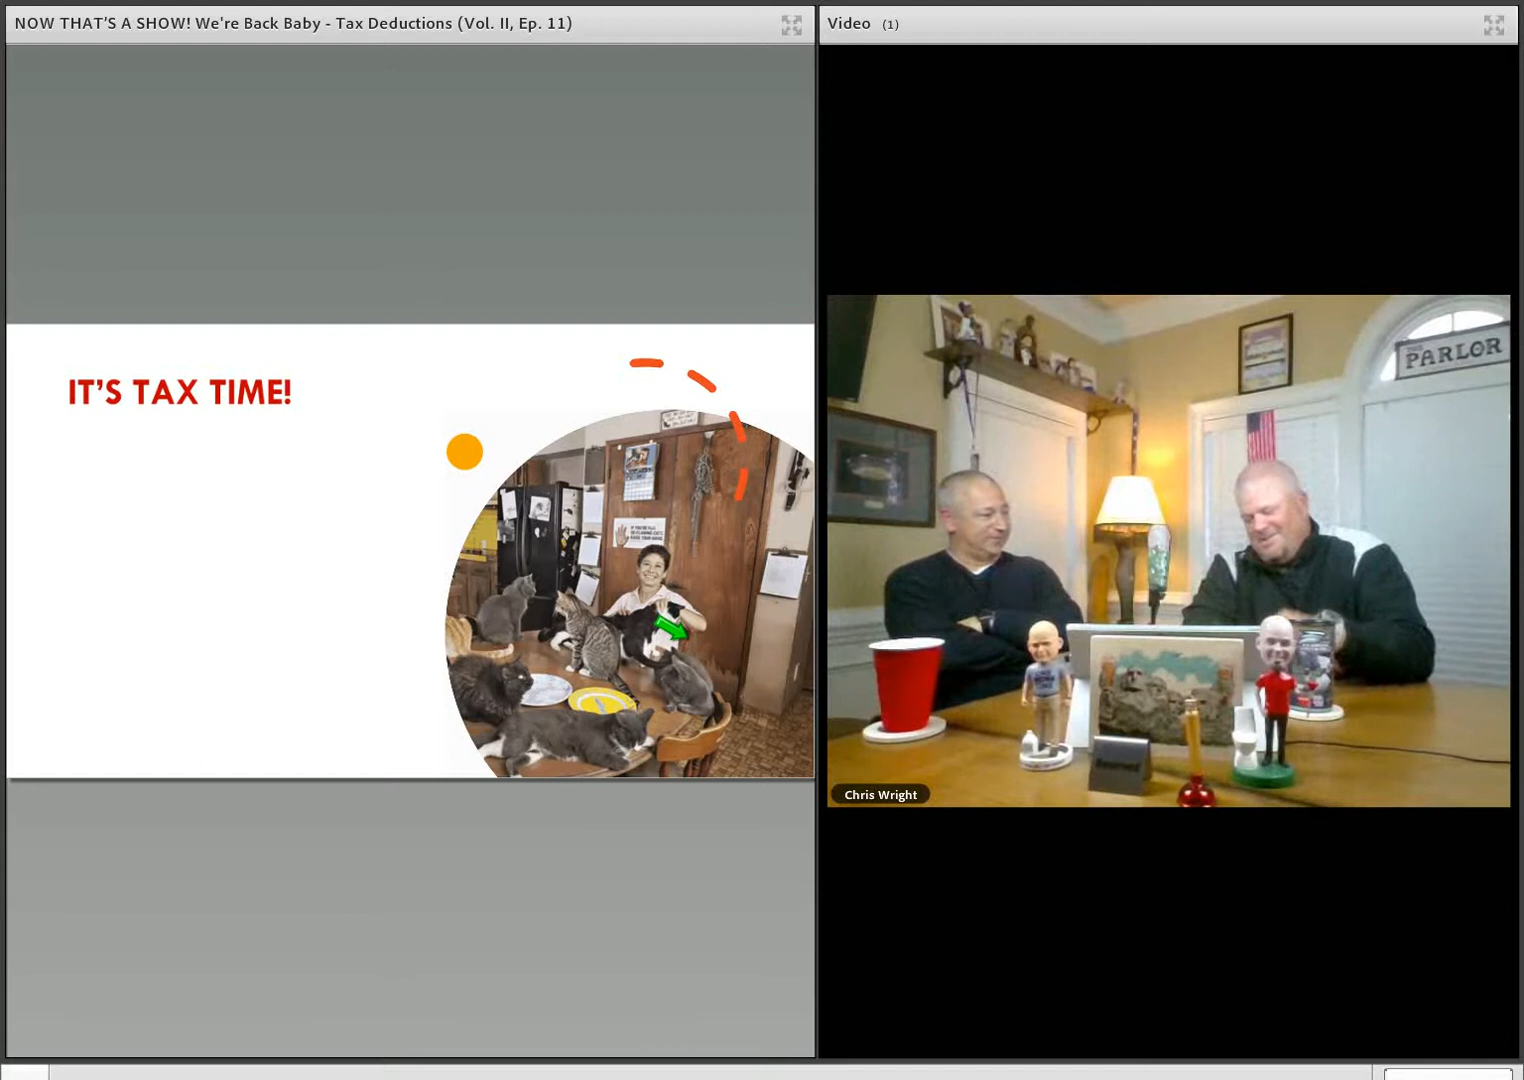 NOW THAT'S A SHOW! We're Back Baby - Tax Deductions (Vol. II, Ep. 11)
Video (1)
IT'S TAX TIME!
PARLOR
Chris Wright